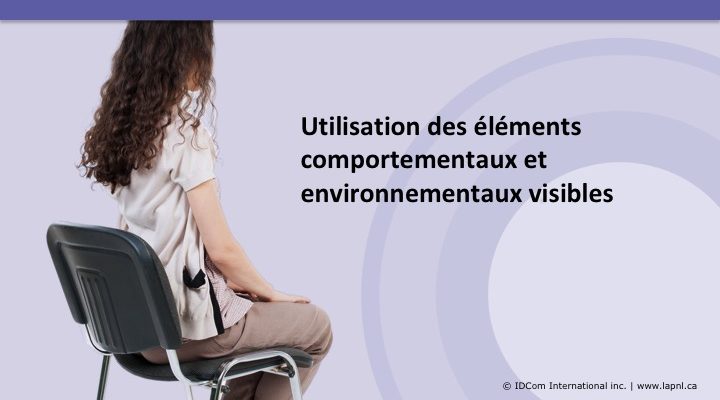 Utilisation des éléments
comportementaux et
environnementaux visibles
© IDCom International inc. | www.lapnl.ca